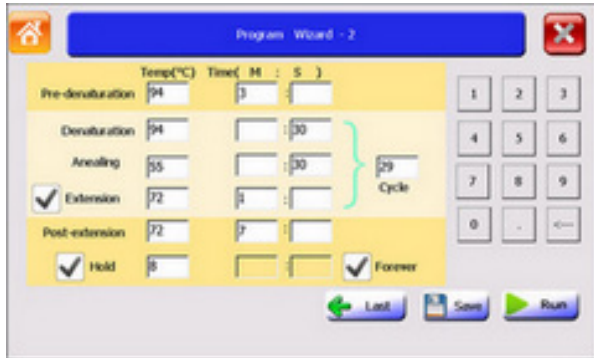 Program Wizard - 2
Temp(°C) Time( M : S )
Pre-denaturation 94 3 :
Denaturation 94 : 30
Annealing 55 : 30
29
Cycle
Extension 72 1 :
Post-extension 72 7 :
Hold 8 : Forever
1 2 3
4 5 6
7 8 9
0 . <—
Last Save Run